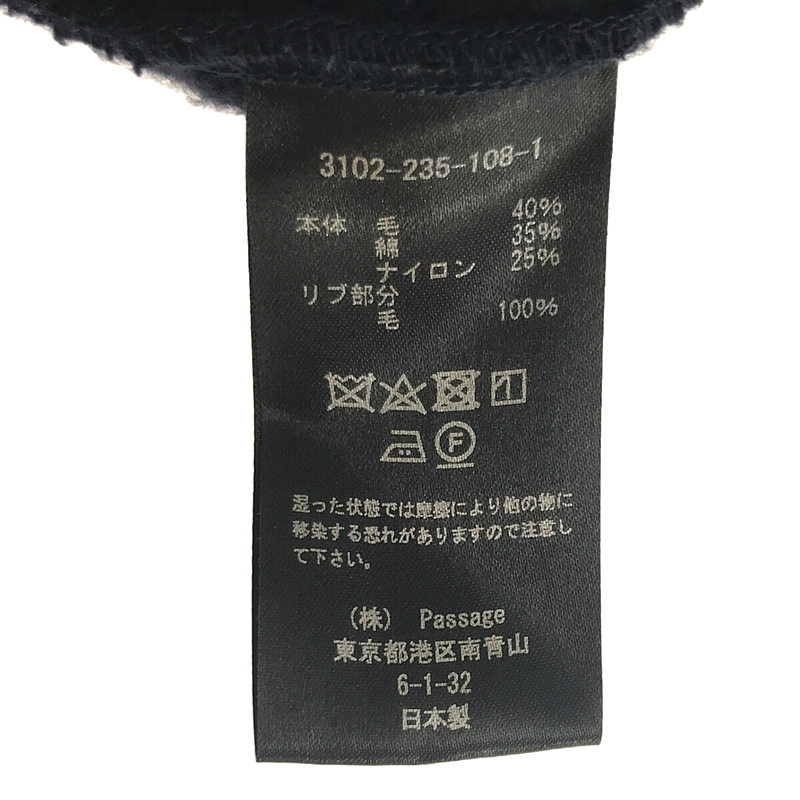 3102-235-108-1
本体 毛 40%
綿 35%
ナイロン 25%
リブ部分
毛 100%
F
湿った状態では摩擦により他の物に
移染する恐れがありますので注意し
て下さい。
(株) Passage
東京都港区南青山
6-1-32
日本製